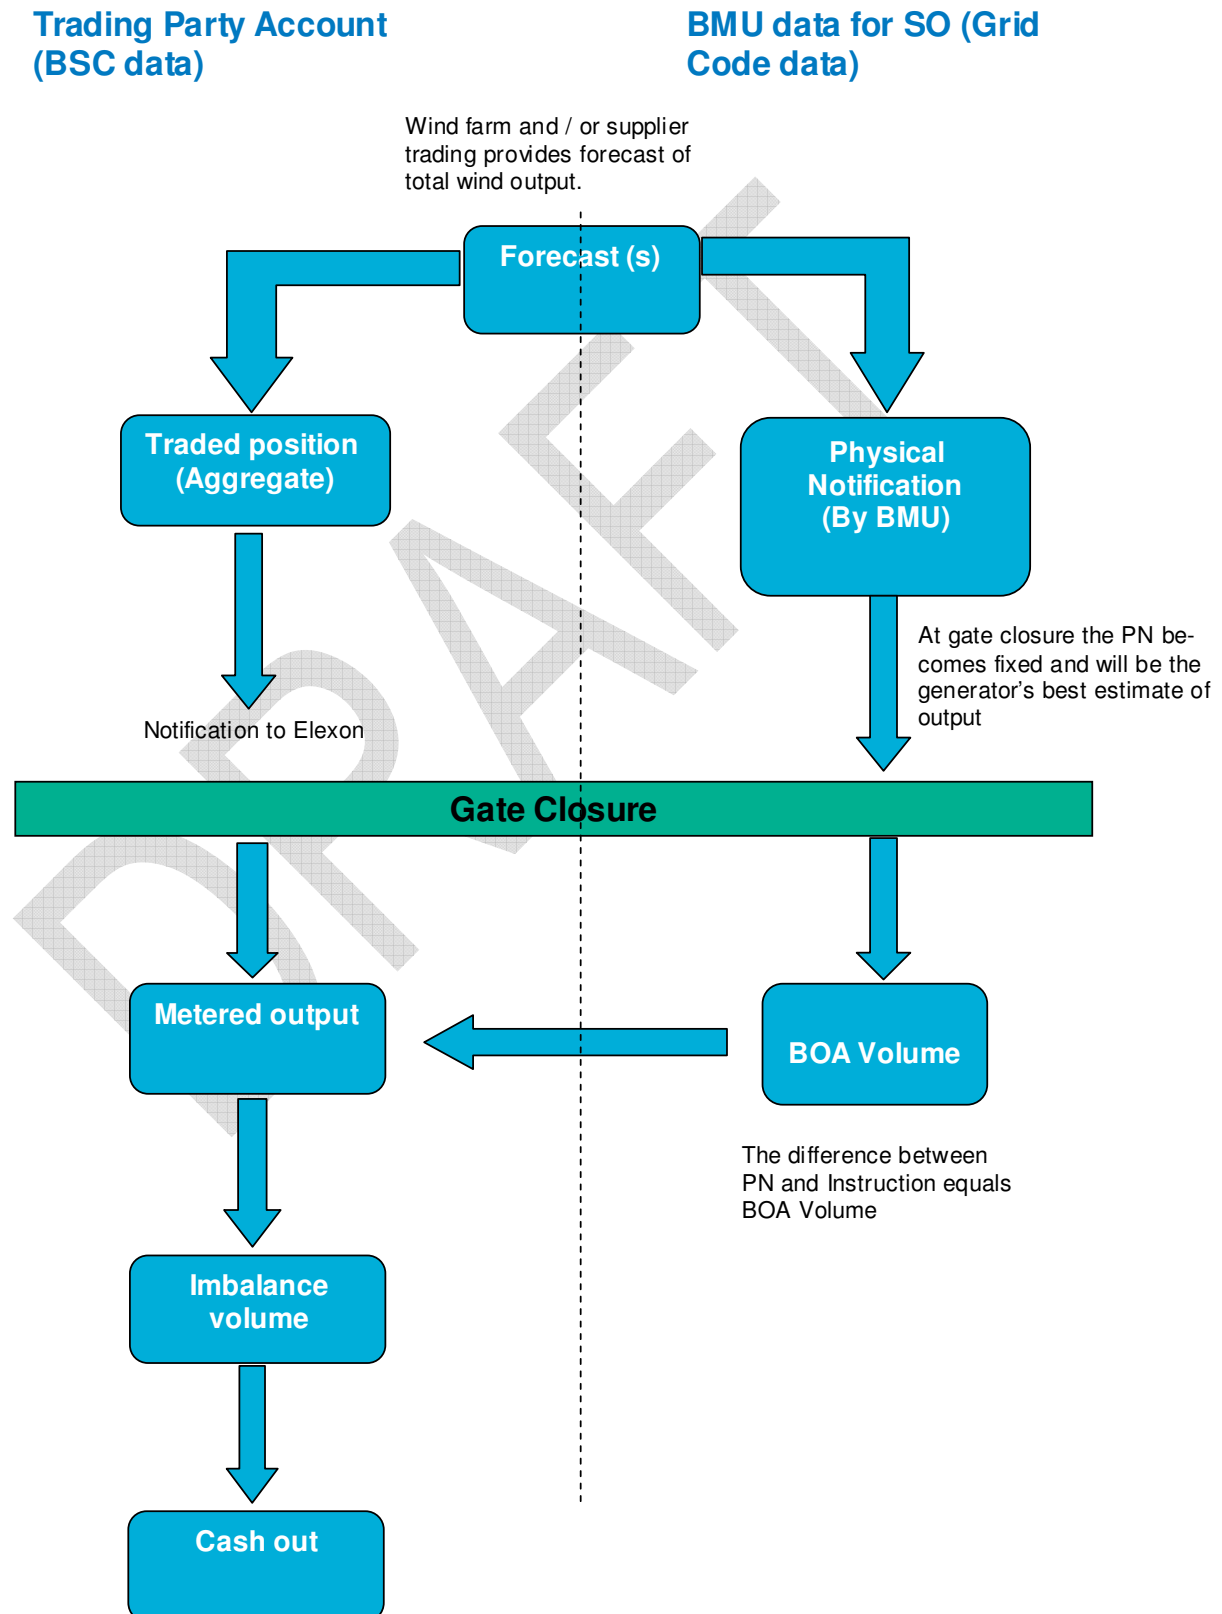 Trading Party Account
(BSC data)
BMU data for SO (Grid
Code data)
Wind farm and / or supplier
trading provides forecast of
total wind output.
Forecast (s)
Traded position
(Aggregate)
Physical
Notification
(By BMU)
At gate closure the PN be-
comes fixed and will be the
generator's best estimate of
output
Notification to Elexon
Gate Closure
Metered output
BOA Volume
The difference between
PN and Instruction equals
BOA Volume
Imbalance
volume
Cash out
DRAFT